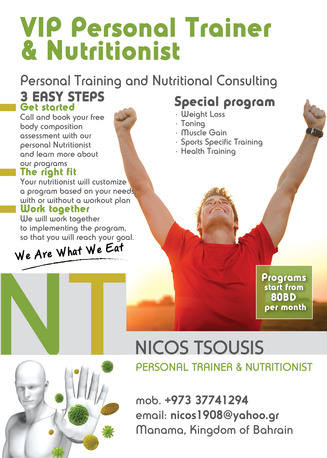 VIP Personal Trainer
& Nutritionist
Personal Training and Nutritional Consulting
3 EASY STEPS
Get started
Call and book your free
body composition
assessment with our
personal Nutritionist
and learn more about
our programs
The right fit
Your nutritionist will customize
a program based on your needs,
with or without a workout plan
Work together
We will work together
to implementing the program,
so that you will reach your goal.
We Are What We Eat
Special program
· Weight Loss
· Toning
· Muscle Gain
· Sports Specific Training
· Health Training
Programs
start from
80BD
per month
NT
NICOS TSOUSIS
PERSONAL TRAINER & NUTRITIONIST
mob. +973 37741294
email: nicos1908@yahoo.gr
Manama, Kingdom of Bahrain